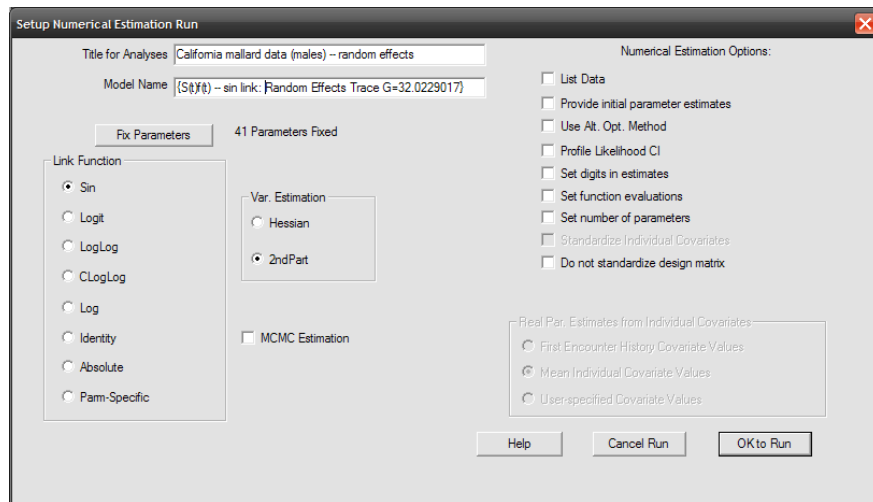 Setup Numerical Estimation Run
Title for Analyses California mallard data (males) -- random effects
Model Name {S(t)f(t) -- sin link: Random Effects Trace G=32.0229017}
Fix Parameters 41 Parameters Fixed
Link Function
Sin
Logit
LogLog
CLogLog
Log
Identity
Absolute
Parm-Specific
Var. Estimation
Hessian
2ndPart
MCMC Estimation
Numerical Estimation Options:
List Data
Provide initial parameter estimates
Use Alt. Opt. Method
Profile Likelihood CI
Set digits in estimates
Set function evaluations
Set number of parameters
Standardize Individual Covariates
Do not standardize design matrix
Real Par. Estimates from Individual Covariates
First Encounter History Covariate Values
Mean Individual Covariate Values
User-specified Covariate Values
Help Cancel Run OK to Run